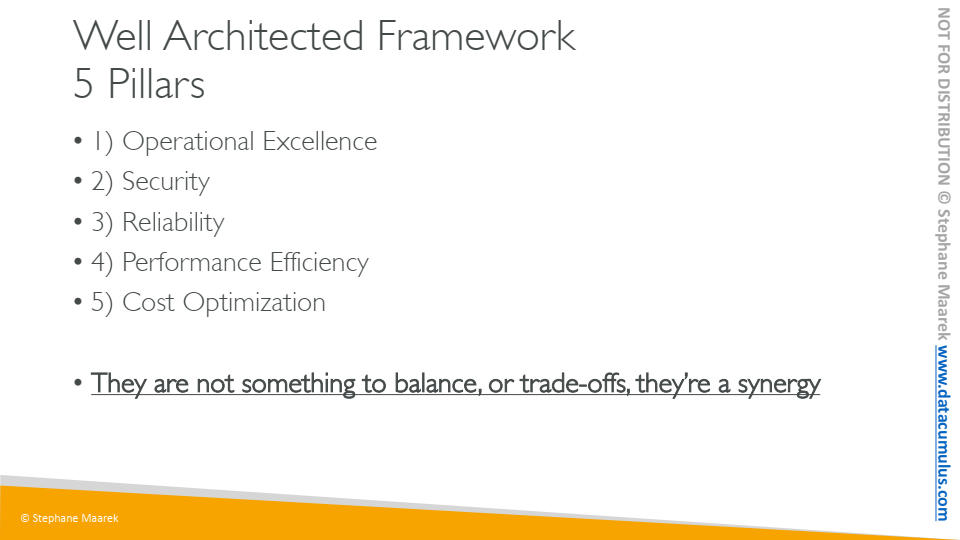 Well Architected Framework
5 Pillars
• 1) Operational Excellence
• 2) Security
• 3) Reliability
• 4) Performance Efficiency
• 5) Cost Optimization
• They are not something to balance, or trade-offs, they're a synergy
© Stephane Maarek
NOT FOR DISTRIBUTION © Stephane Maarek www.datacumulus.com